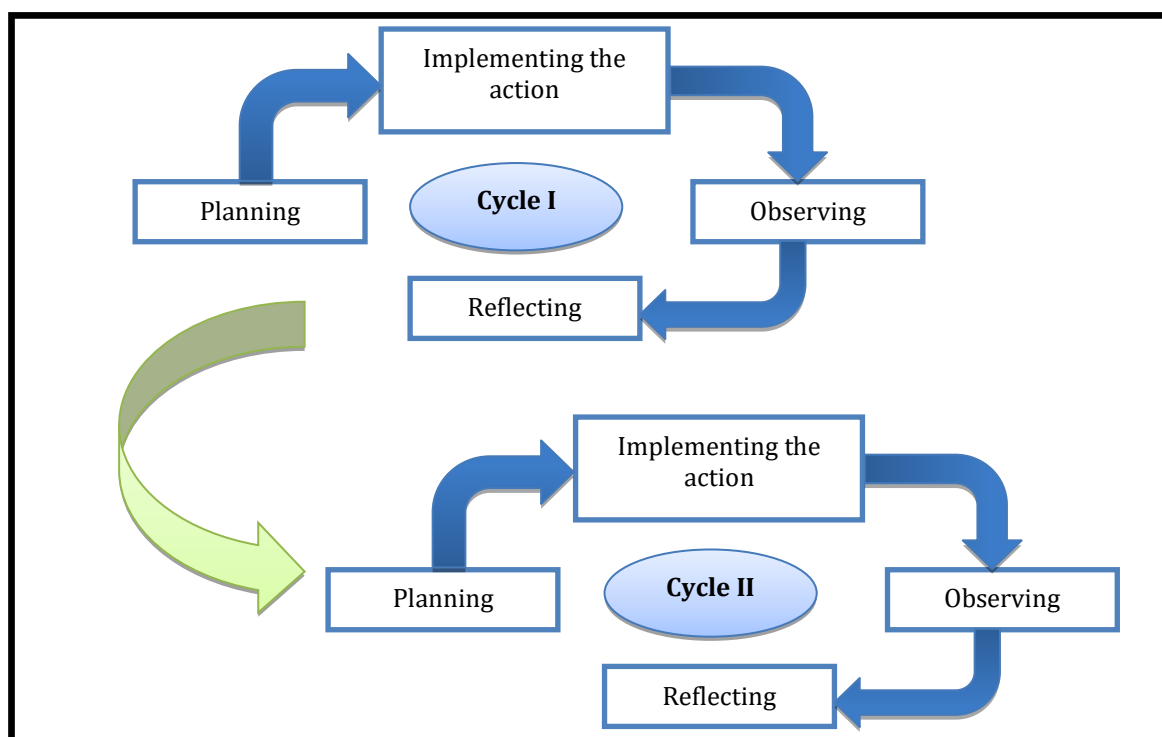 Implementing the
action
Planning
Cycle I
Observing
Reflecting
Implementing the
action
Planning
Cycle II
Observing
Reflecting